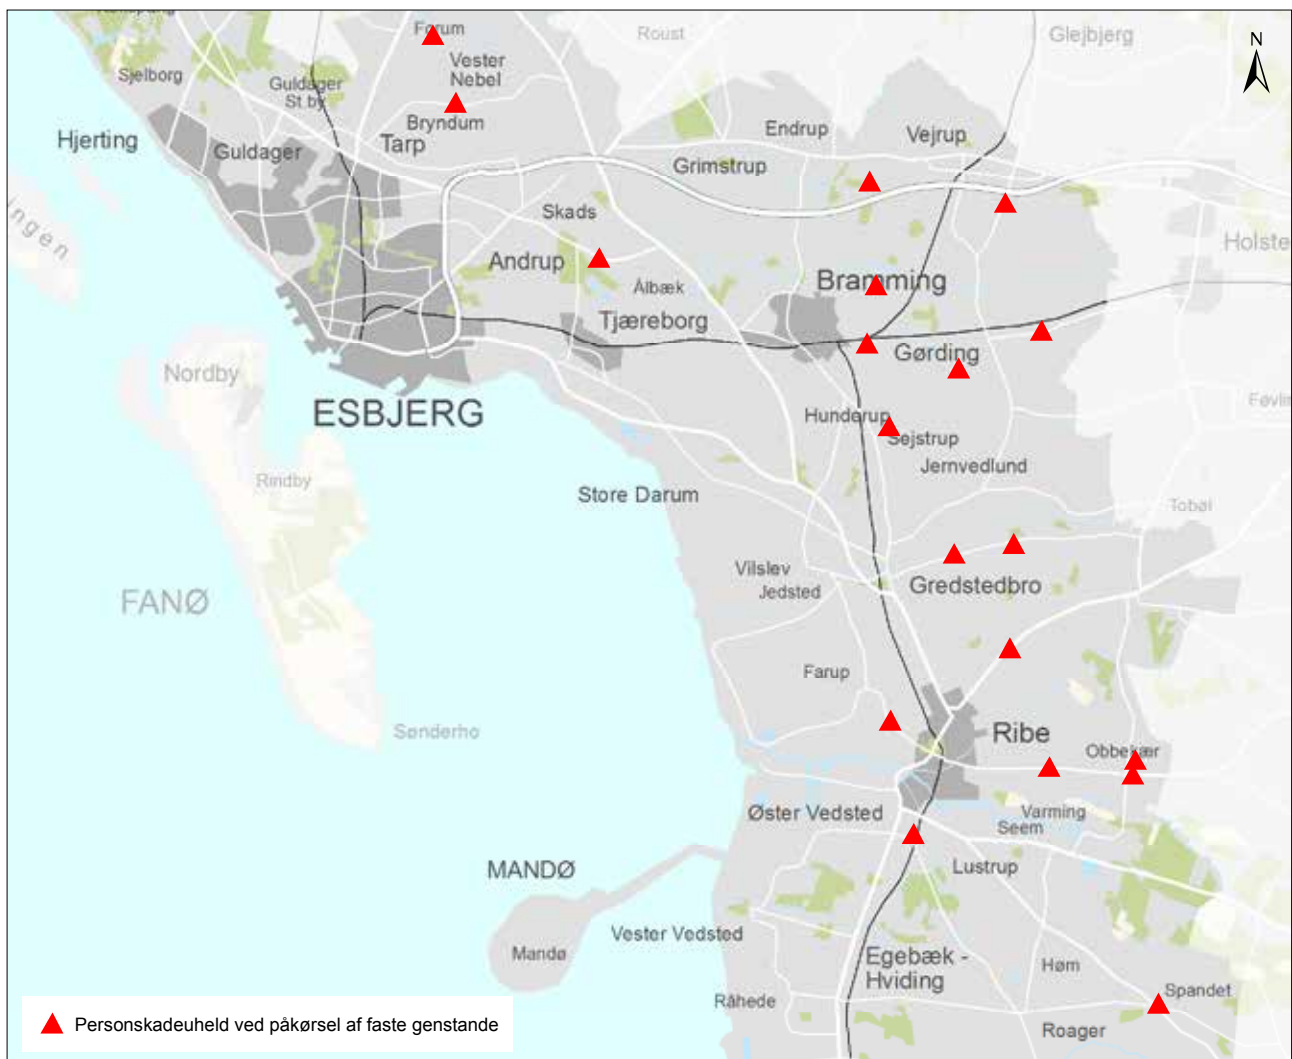 Forum
Roust
Glejbjerg
N
Sjelborg
Guldager
St by
Vester
Nebel
Bryndum
Endrup
Vejrup
Hjerting
Guldager
Tarp
Grimstrup
Skads
Holste
ingen
Andrup
Ålbæk
Bramming
Tjæreborg
Gørding
Nordby
ESBJERG
Hunderup
Sejstrup
Føvlin
Jernvedlund
Rindby
Store Darum
Tobøl
Vilslev
Jedsted
Gredstedbro
FANØ
Farup
Sønderho
Ribe
Obbekær
Øster Vedsted
Varming
Seem
MANDØ
Lustrup
Vester Vedsted
Mandø
Egebæk -
Hviding
Høm
Spandet
Råhede
Roager
Personskadeuheld ved påkørsel af faste genstande